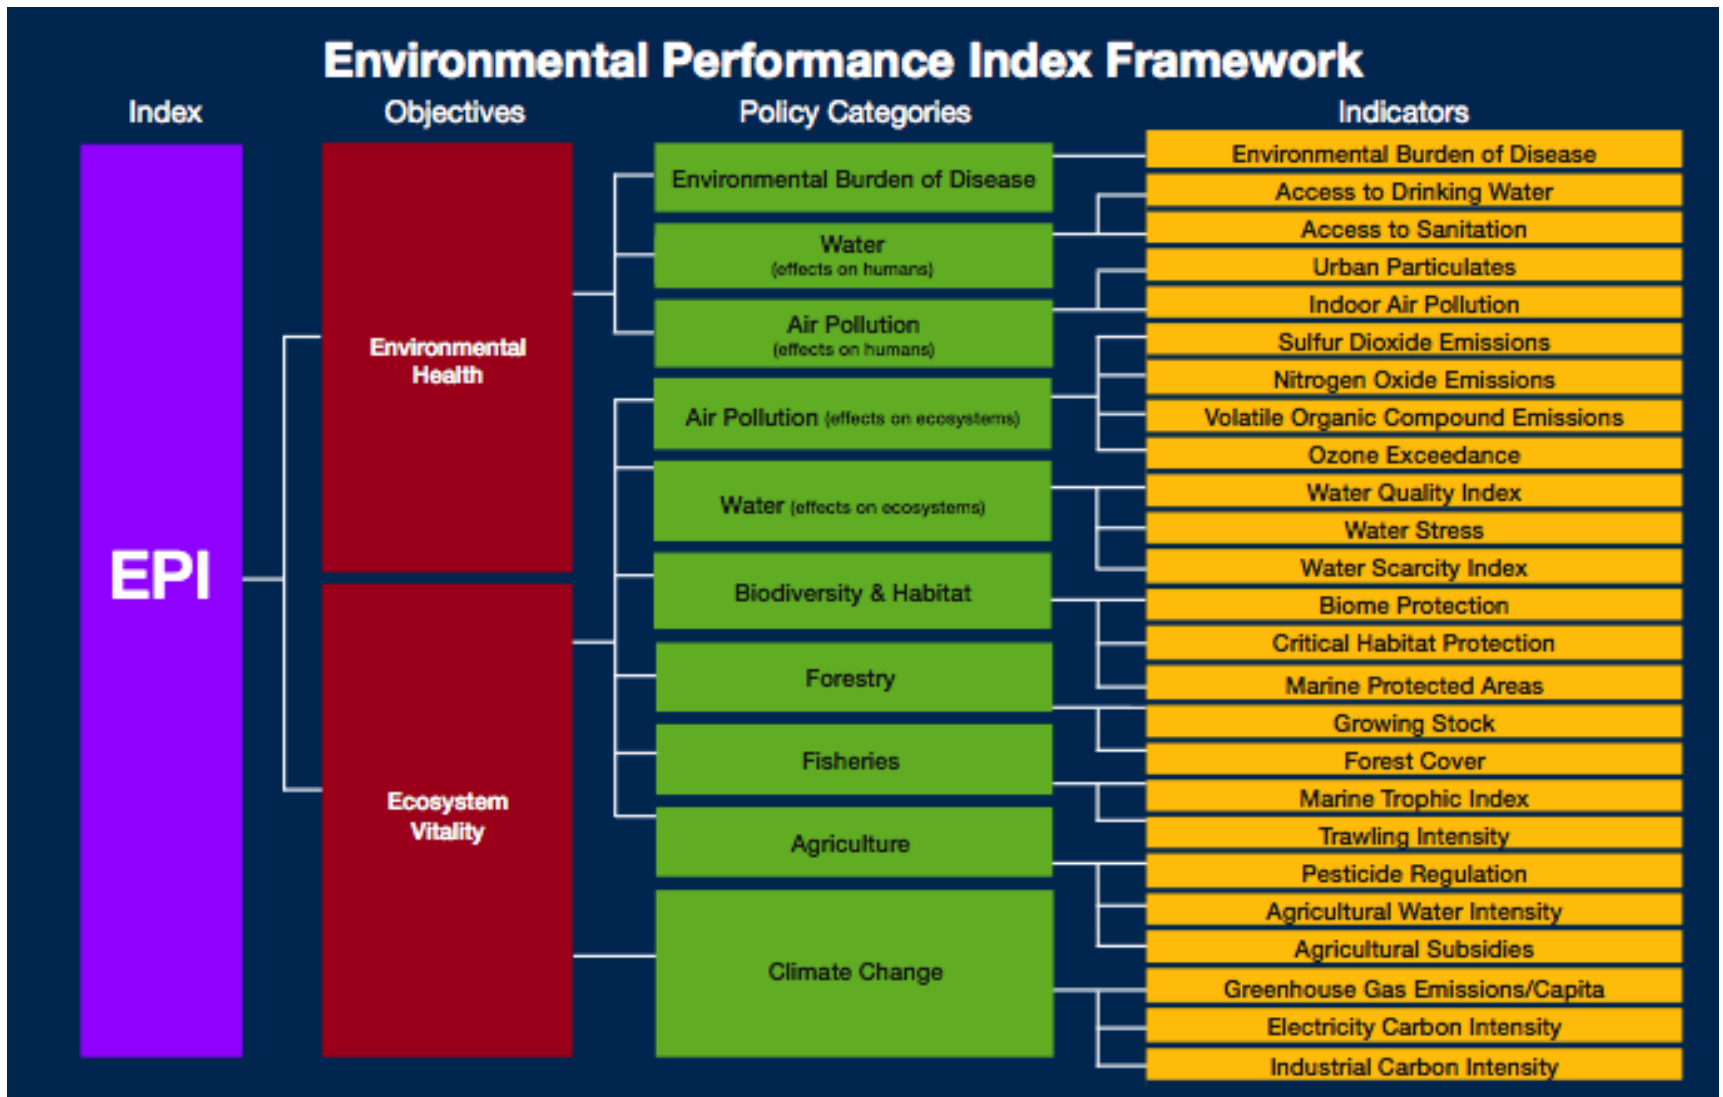 Environmental Performance Index Framework
Index
Objectives
Policy Categories
Indicators
EPI
Environmental
Health
Ecosystem
Vitality
Environmental Burden of Disease
Water
(effects on humans)
Air Pollution
(effects on humans)
Air Pollution (effects on ecosystems)
Water (effects on ecosystems)
Biodiversity & Habitat
Forestry
Fisheries
Agriculture
Climate Change
Environmental Burden of Disease
Access to Drinking Water
Access to Sanitation
Urban Particulates
Indoor Air Pollution
Sulfur Dioxide Emissions
Nitrogen Oxide Emissions
Volatile Organic Compound Emissions
Ozone Exceedance
Water Quality Index
Water Stress
Water Scarcity Index
Biome Protection
Critical Habitat Protection
Marine Protected Areas
Growing Stock
Forest Cover
Marine Trophic Index
Trawling Intensity
Pesticide Regulation
Agricultural Water Intensity
Agricultural Subsidies
Greenhouse Gas Emissions/Capita
Electricity Carbon Intensity
Industrial Carbon Intensity